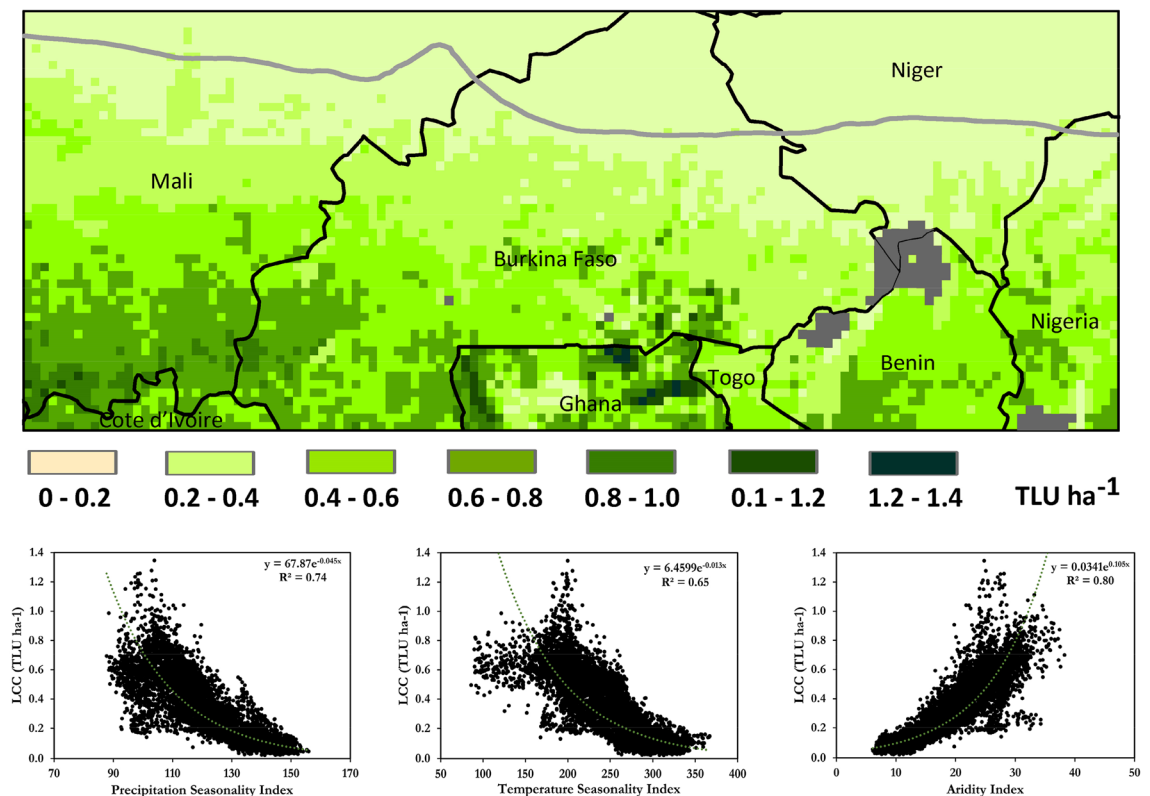 Niger
Mali
Burkina Faso
Nigeria
Benin
Togo
Ghana
Cote d'Ivoire
0 - 0.2 0.2 - 0.4 0.4 - 0.6 0.6 - 0.8 0.8 - 1.0 0.1 - 1.2 1.2 - 1.4 TLU ha-1
LCC (TLU ha-1)
1.4
1.2
1.0
0.8
0.6
0.4
0.2
0.0
y = 67.87e-0.045x
R² = 0.74
70 90 110 130 150 170
Precipitation Seasonality Index
LCC (TLU ha-1)
1.4
1.2
1.0
0.8
0.6
0.4
0.2
0.0
y = 6.4599e-0.013x
R² = 0.65
50 100 150 200 250 300 350 400
Temperature Seasonality Index
LCC (TLU ha-1)
1.4
1.2
1.0
0.8
0.6
0.4
0.2
0.0
y = 0.0341e0.105x
R² = 0.80
0 10 20 30 40 50
Aridity Index